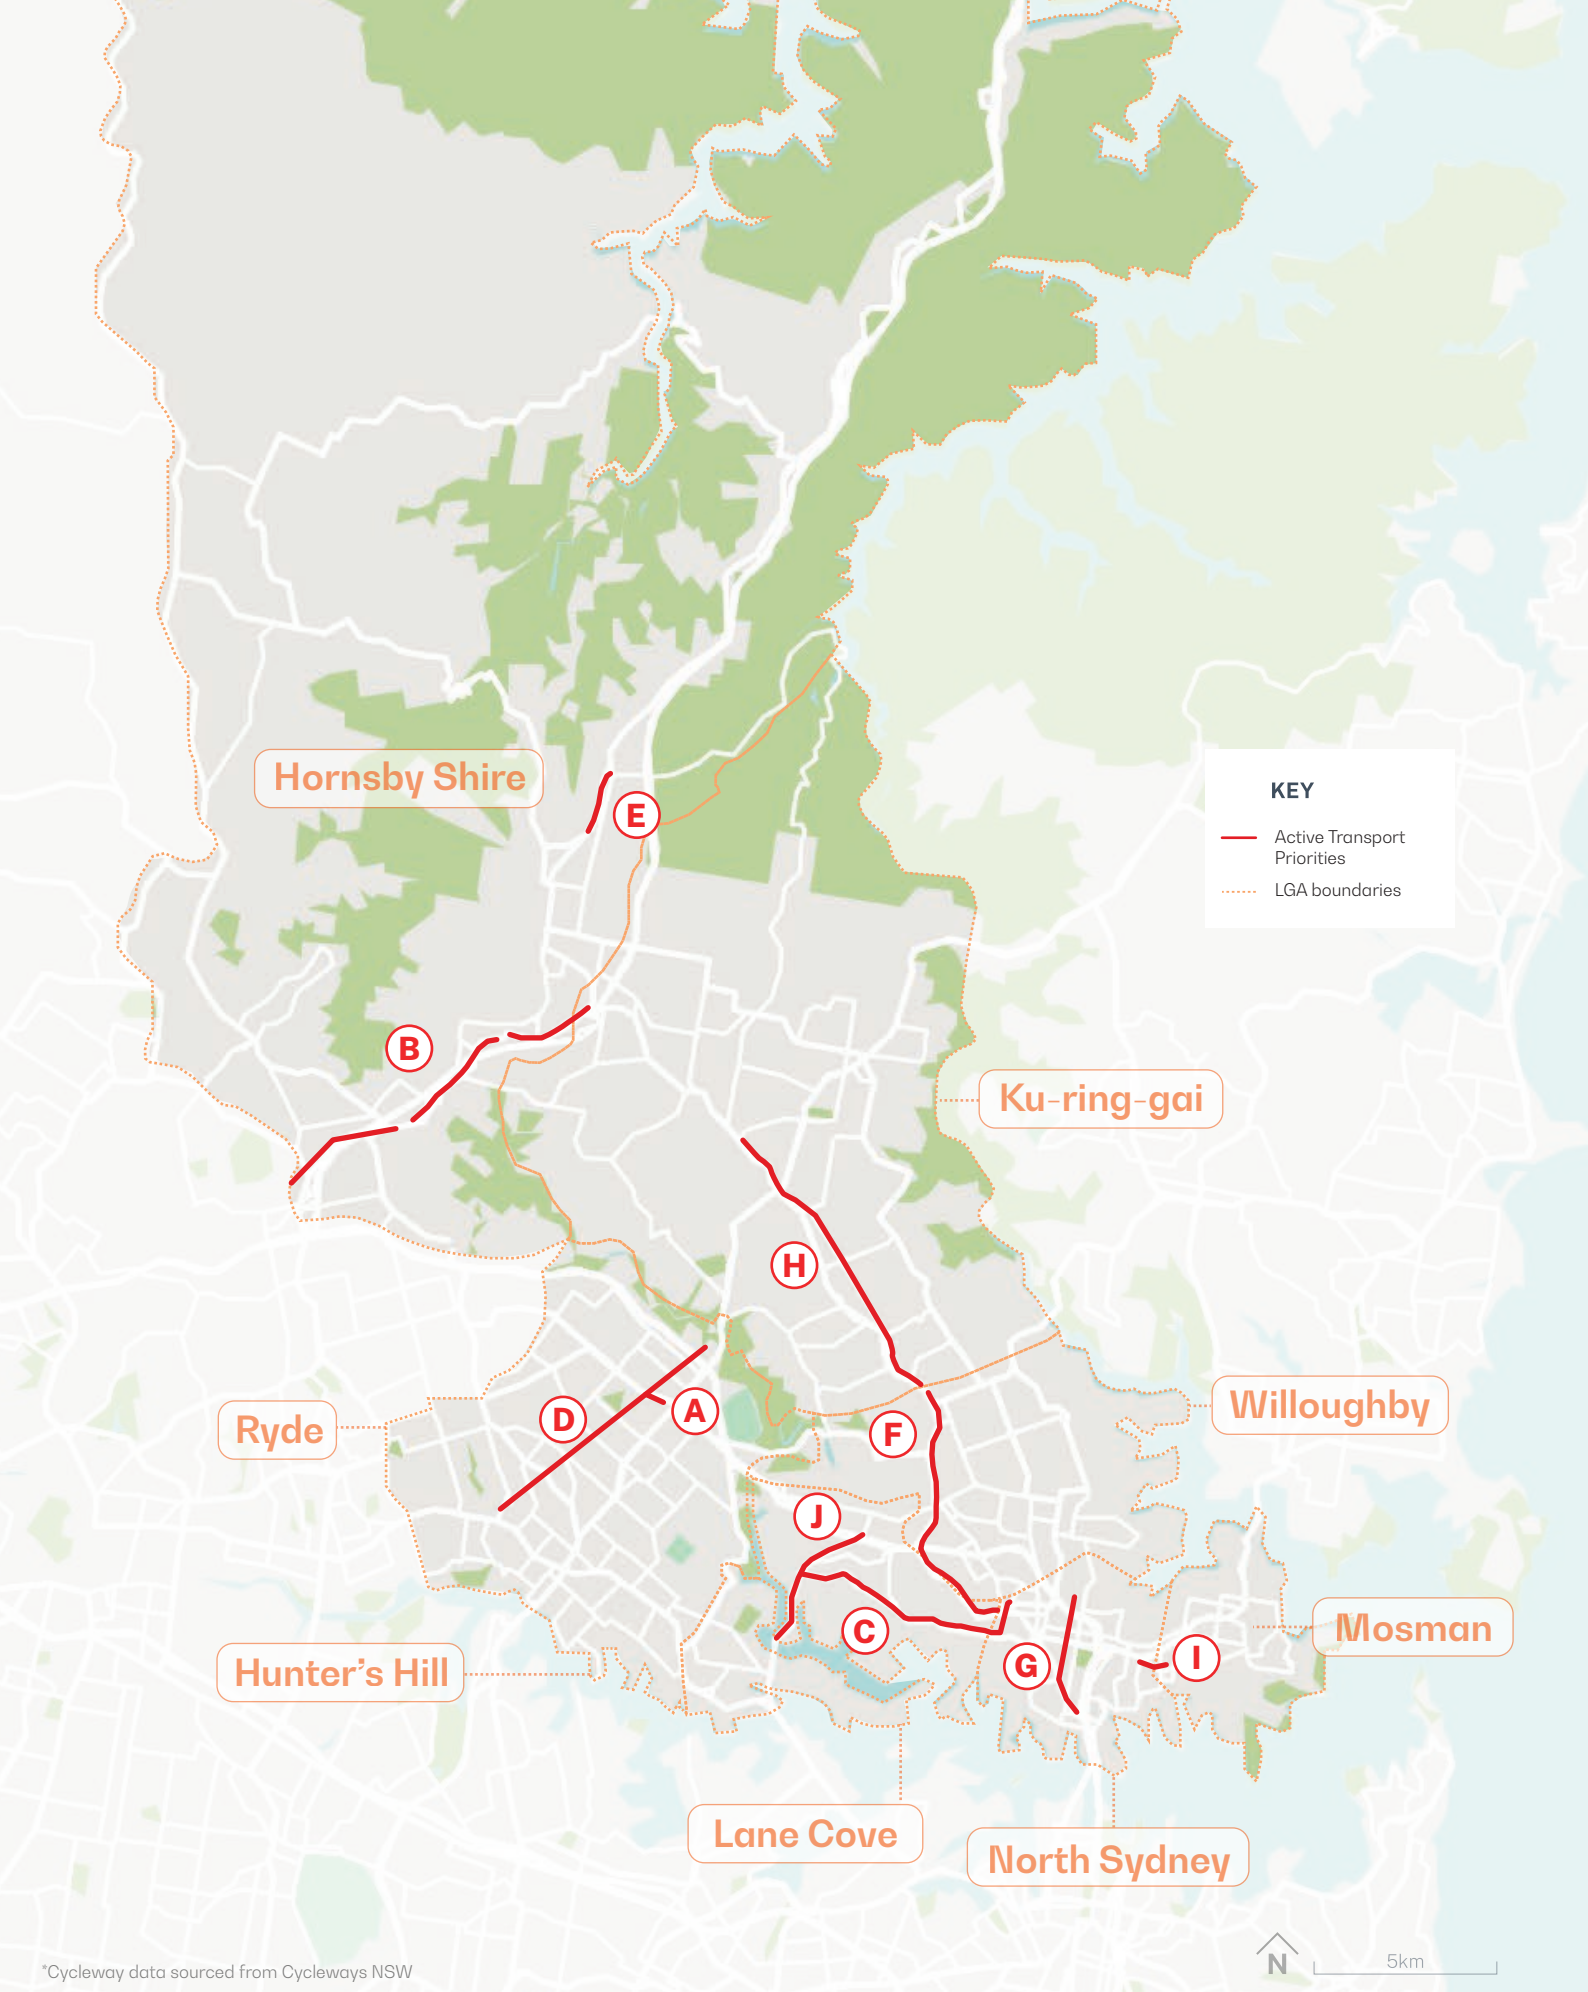 Hornsby Shire
E
KEY
Active Transport
Priorities
LGA boundaries
B
Ku-ring-gai
H
Willoughby
Ryde
D
A
F
J
C
Mosman
G
I
Hunter's Hill
Lane Cove
North Sydney
*Cycleway data sourced from Cycleways NSW
N
5km